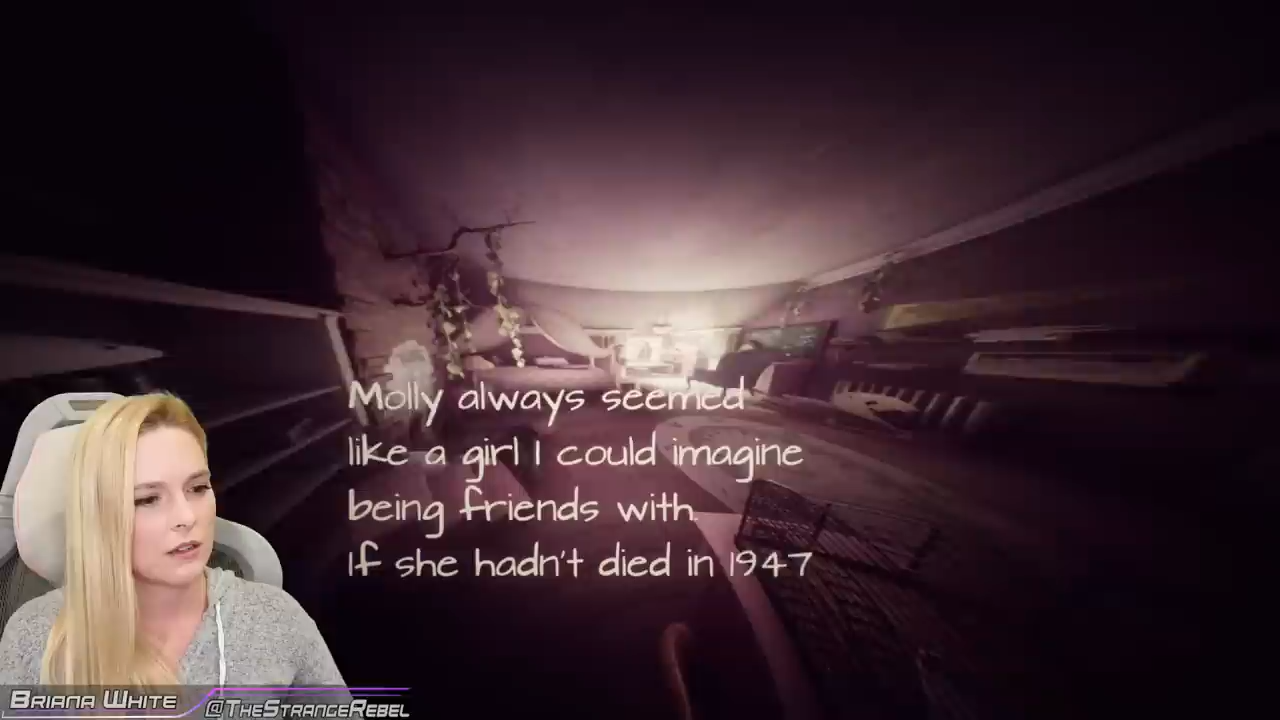 Molly always seemed
like a girl I could imagine
being friends with.
If she hadn't died in 1947
Briana White
@TheStrangeRebel